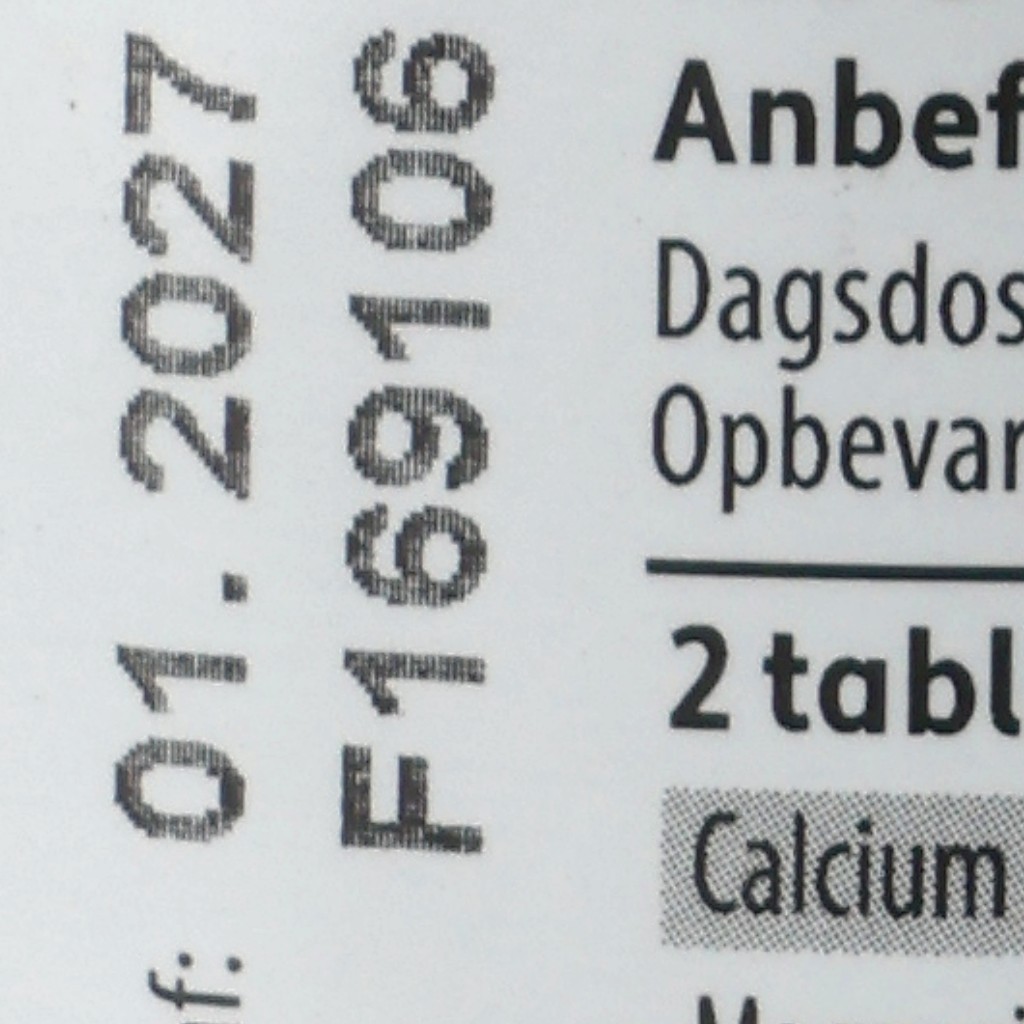 01.2027
F169106
Anbef
Dagsdos
Opbevar
2 tabl
Calcium